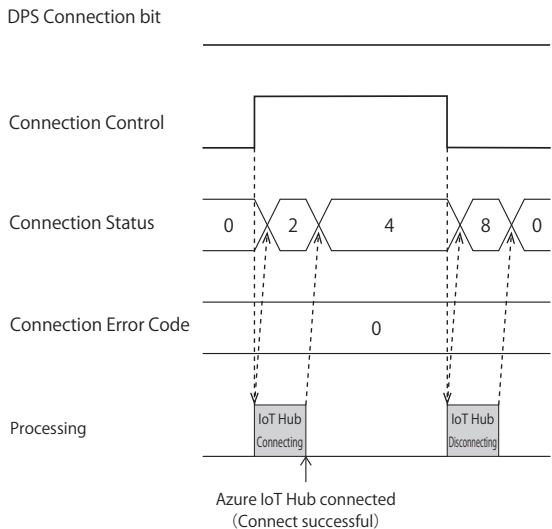 DPS Connection bit
Connection Control
Connection Status
0 2 4 8 0
Connection Error Code
0
Processing
IoT Hub
Connecting
IoT Hub
Disconnecting
Azure IoT Hub connected
(Connect successful)